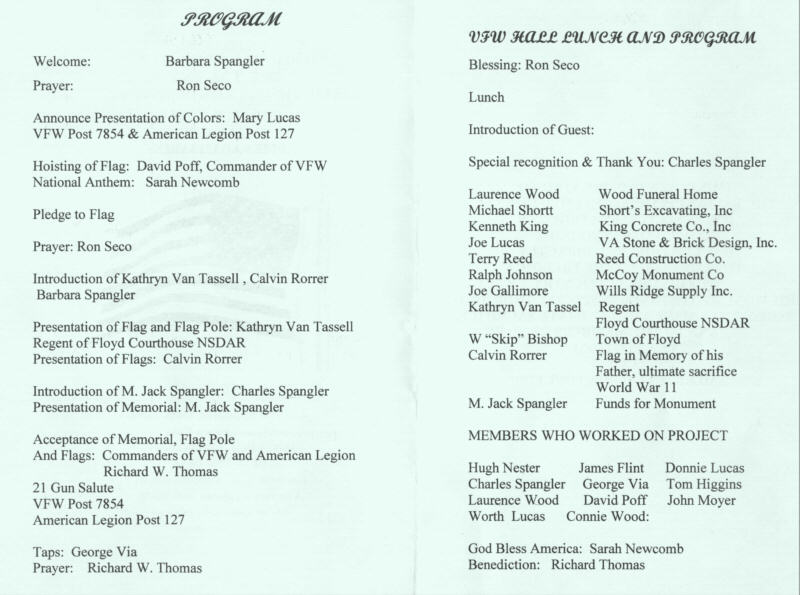 PROGRAM
Welcome: Barbara Spangler
Prayer: Ron Seco
Announce Presentation of Colors: Mary Lucas
VFW Post 7854 & American Legion Post 127
Hoisting of Flag: David Poff, Commander of VFW
National Anthem: Sarah Newcomb
Pledge to Flag
Prayer: Ron Seco
Introduction of Kathryn Van Tassell , Calvin Rorrer
Barbara Spangler
Presentation of Flag and Flag Pole: Kathryn Van Tassell
Regent of Floyd Courthouse NSDAR
Presentation of Flags: Calvin Rorrer
Introduction of M. Jack Spangler: Charles Spangler
Presentation of Memorial: M. Jack Spangler
Acceptance of Memorial, Flag Pole
And Flags: Commanders of VFW and American Legion
Richard W. Thomas
21 Gun Salute
VFW Post 7854
American Legion Post 127
Taps: George Via
Prayer: Richard W. Thomas
VFW HALL LUNCH AND PROGRAM
Blessing: Ron Seco
Lunch
Introduction of Guest:
Special recognition & Thank You: Charles Spangler
Laurence Wood Wood Funeral Home
Michael Shortt Short's Excavating, Inc
Kenneth King King Concrete Co., Inc
Joe Lucas VA Stone & Brick Design, Inc.
Terry Reed Reed Construction Co.
Ralph Johnson McCoy Monument Co
Joe Gallimore Wills Ridge Supply Inc.
Kathryn Van Tassel Regent
Floyd Courthouse NSDAR
W “Skip” Bishop Town of Floyd
Calvin Rorrer Flag in Memory of his
Father, ultimate sacrifice
World War 11
M. Jack Spangler Funds for Monument
MEMBERS WHO WORKED ON PROJECT
Hugh Nester James Flint Donnie Lucas
Charles Spangler George Via Tom Higgins
Laurence Wood David Poff John Moyer
Worth Lucas Connie Wood:
God Bless America: Sarah Newcomb
Benediction: Richard Thomas